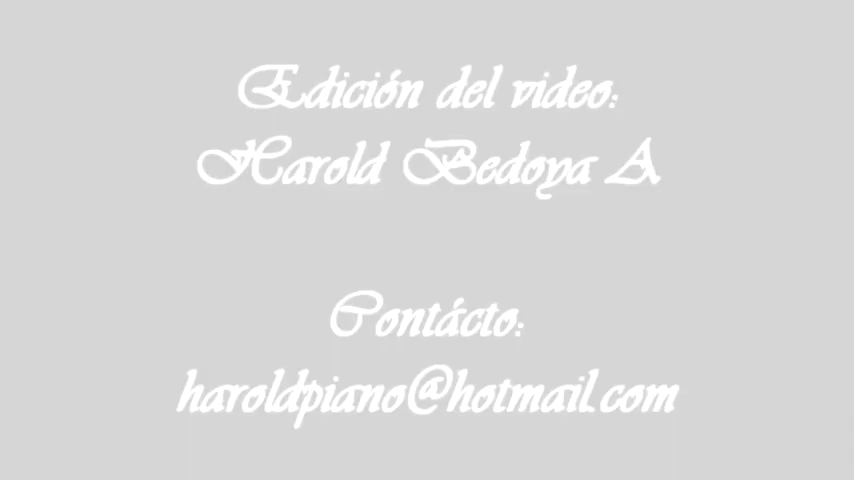 Edición del video:
Harold Bedoya A
Contácto:
haroldpiano@hotmail.com